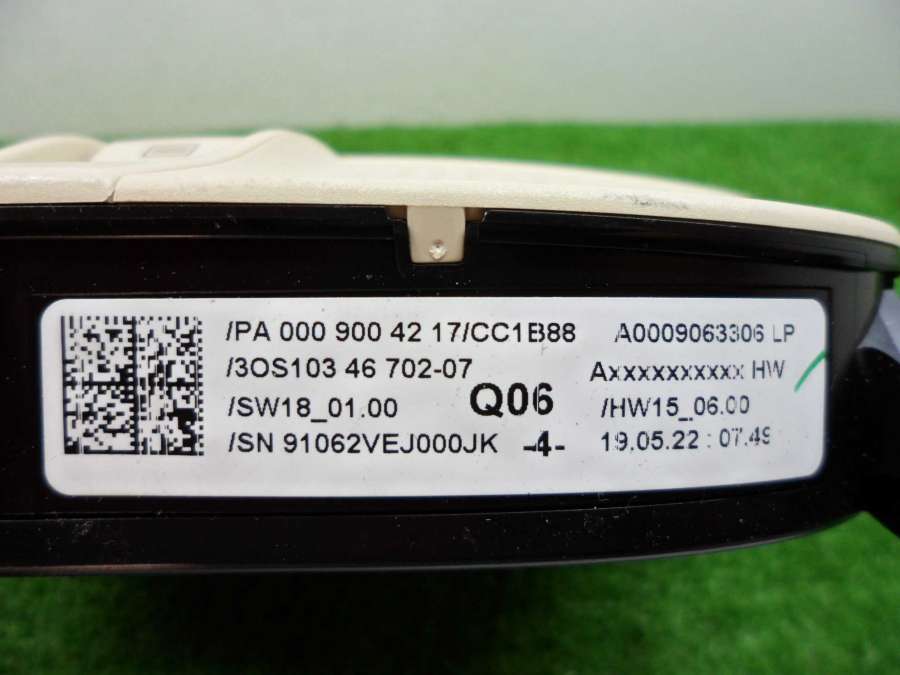 /PA 000 900 42 17/CC1B88 A0009063306 LP
/3OS103 46 702-07 Axxxxxxxxxx HW
/SW18_01.00 Q06 /HW15_06.00
/SN 91062VEJ000JK -4- 19.05.22 : 07.49